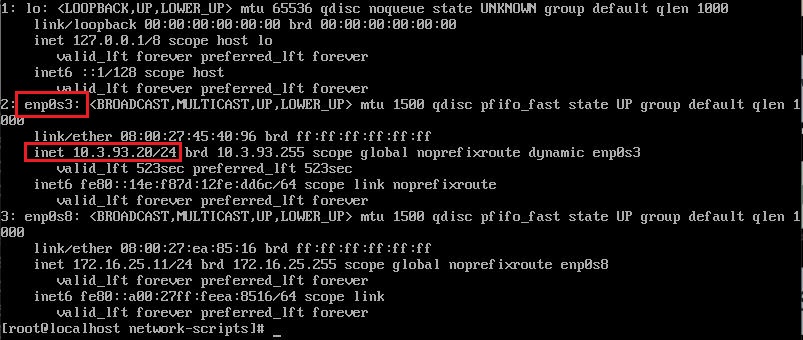 1: lo: <LOOPBACK,UP,LOWER_UP> mtu 65536 qdisc noqueue state UNKNOWN group default qlen 1000
link/loopback 00:00:00:00:00:00 brd 00:00:00:00:00:00
inet 127.0.0.1/8 scope host lo
valid_lft forever preferred_lft forever
inet6 ::1/128 scope host
valid_lft forever preferred_lft forever
2: enp0s3: <BROADCAST,MULTICAST,UP,LOWER_UP> mtu 1500 qdisc pfifo_fast state UP group default qlen 1
000
link/ether 08:00:27:45:40:96 brd ff:ff:ff:ff:ff:ff
inet 10.3.93.20/24 brd 10.3.93.255 scope global noprefixroute dynamic enp0s3
valid_lft 523sec preferred_lft 523sec
inet6 fe80::14e:f87d:12fe:dd6c/64 scope link noprefixroute
valid_lft forever preferred_lft forever
3: enp0s8: <BROADCAST,MULTICAST,UP,LOWER_UP> mtu 1500 qdisc pfifo_fast state UP group default qlen 1
000
link/ether 08:00:27:ea:85:16 brd ff:ff:ff:ff:ff:ff
inet 172.16.25.11/24 brd 172.16.25.255 scope global noprefixroute enp0s8
valid_lft forever preferred_lft forever
inet6 fe80::a00:27ff:feea:8516/64 scope link
valid_lft forever preferred_lft forever
[root@localhost network-scripts]# _